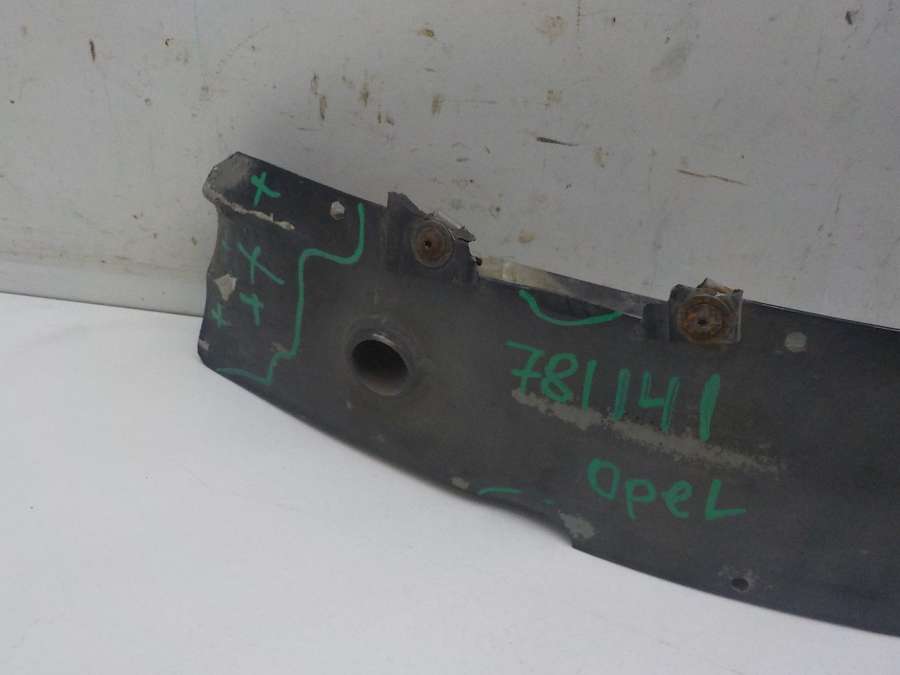 +
+ X
+ +
781141
Opel